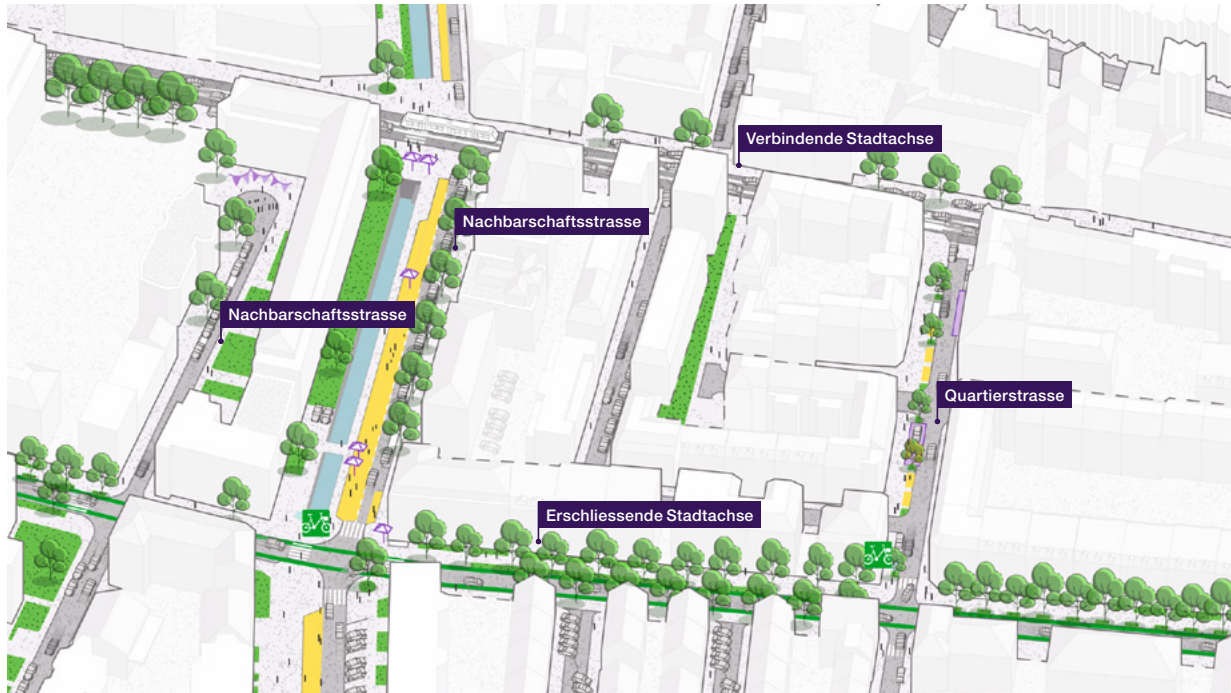 Verbindende Stadtachse
Nachbarschaftsstrasse
Nachbarschaftsstrasse
Quartierstrasse
Erschliessende Stadtachse